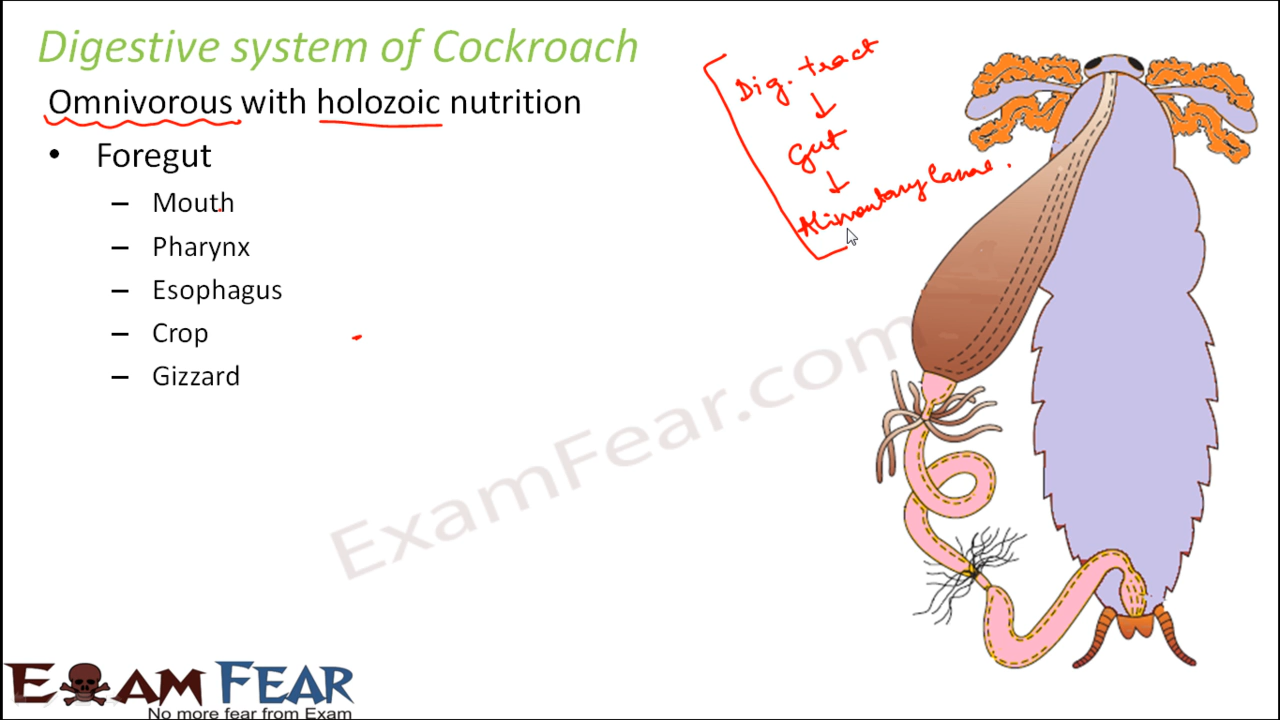 Digestive system of Cockroach
Omnivorous with holozoic nutrition
• Foregut
– Mouth
– Pharynx
– Esophagus
– Crop
– Gizzard
Dig. tract
↓
Gut
↓
Alimentary Canal.
ExamFear.com
EXAM FEAR
No more fear from Exam